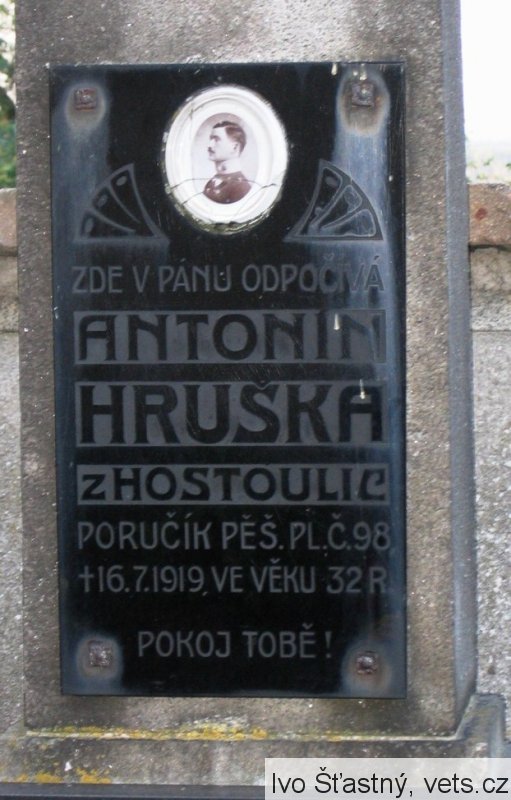 ZDE V PÁNU ODPOČÍVÁ
ANTONÍN
HRUŠKA
Z HOSTOULIC
PORUČÍK PĚŠ. PL. Č. 98
† 16. 7. 1919 VE VĚKU 32 R.
POKOJ TOBĚ!
Ivo Šťastný, vets.cz